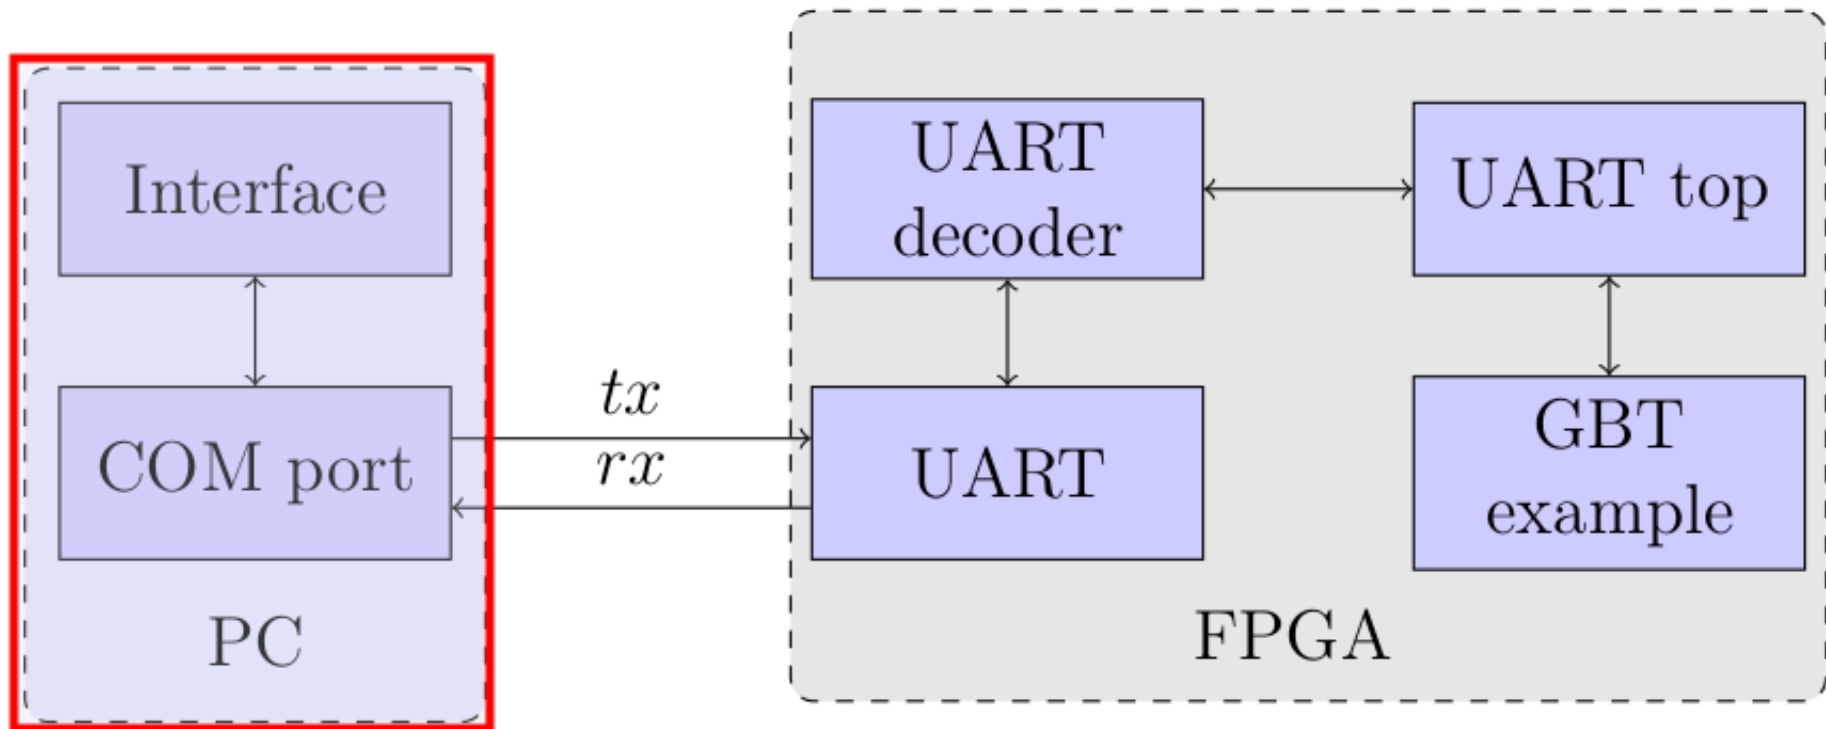 Interface
COM port
PC
tx
rx
UART
decoder
UART
UART top
GBT
example
FPGA